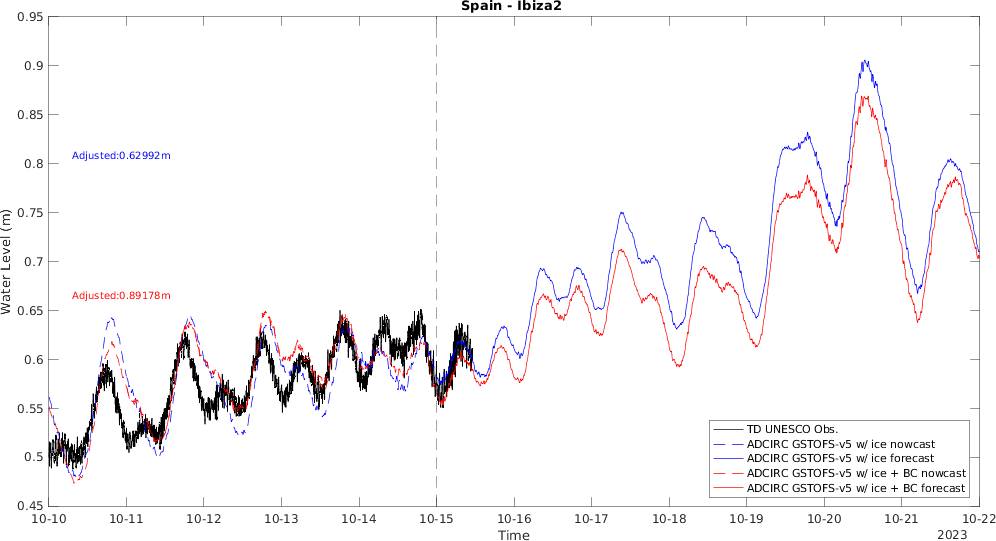 Spain - Ibiza2
0.95
0.9
0.85
0.8
0.75
0.7
0.65
0.6
0.55
0.5
0.45
Water Level (m)
Adjusted:0.62992m
Adjusted:0.89178m
TD UNESCO Obs.
ADCIRC GSTOFS-v5 w/ ice nowcast
ADCIRC GSTOFS-v5 w/ ice forecast
ADCIRC GSTOFS-v5 w/ ice + BC nowcast
ADCIRC GSTOFS-v5 w/ ice + BC forecast
10-10 10-11 10-12 10-13 10-14 10-15 10-16 10-17 10-18 10-19 10-20 10-21 10-22
Time
2023